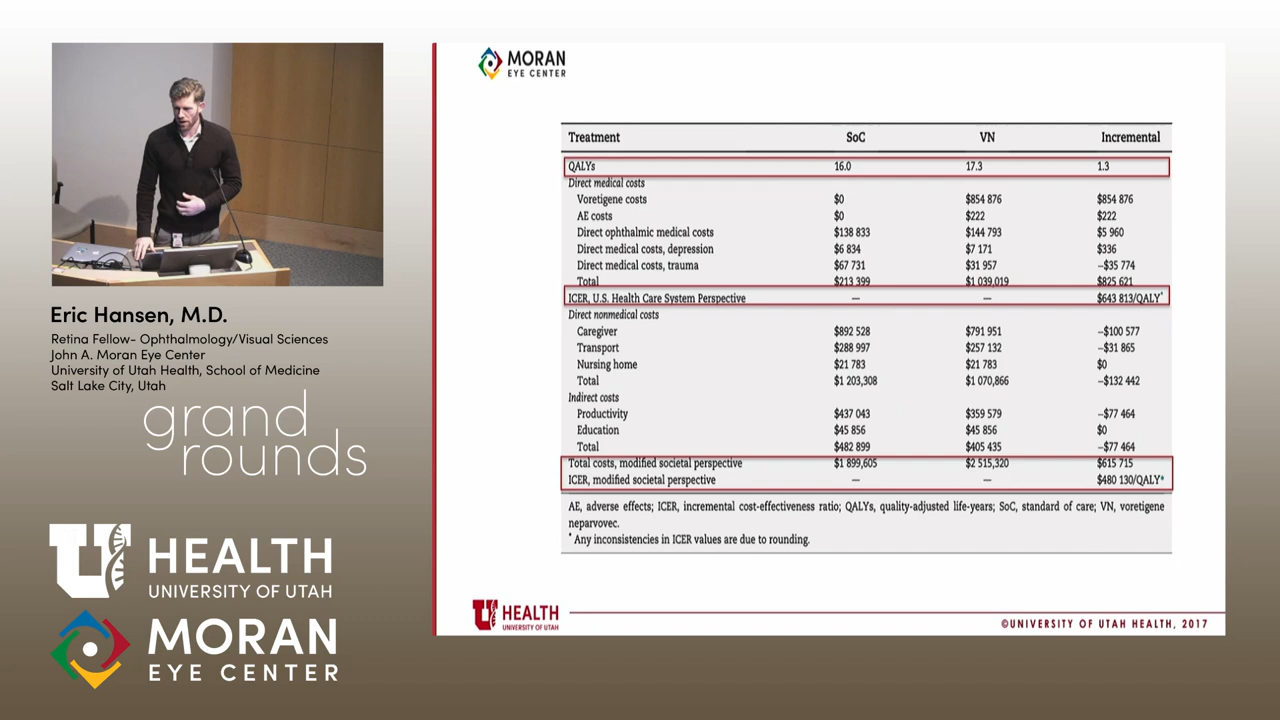 Eric Hansen, M.D.
Retina Fellow- Ophthalmology/Visual Sciences
John A. Moran Eye Center
University of Utah Health, School of Medicine
Salt Lake City, Utah
grand
rounds
U HEALTH
UNIVERSITY OF UTAH
MORAN
EYE CENTER
MORAN
EYE CENTER
Treatment SoC VN Incremental
QALYs 16.0 17.3 1.3
Direct medical costs
Voretigene costs $0 $854 876 $854 876
AE costs $0 $222 $222
Direct ophthalmic medical costs $138 833 $144 793 $5 960
Direct medical costs, depression $6 834 $7 171 $336
Direct medical costs, trauma $67 731 $31 957 –$35 774
Total $213 399 $1 039,019 $825 621
ICER, U.S. Health Care System Perspective — — $643 813/QALY*
Direct nonmedical costs
Caregiver $892 528 $791 951 –$100 577
Transport $288 997 $257 132 –$31 865
Nursing home $21 783 $21 783 $0
Total $1 203,308 $1 070,866 –$132 442
Indirect costs
Productivity $437 043 $359 579 –$77 464
Education $45 856 $45 856 $0
Total $482 899 $405 435 –$77 464
Total costs, modified societal perspective $1 899,605 $2 515,320 $615 715
ICER, modified societal perspective — — $480 130/QALY*
AE, adverse effects; ICER, incremental cost-effectiveness ratio; QALYs, quality-adjusted life-years; SoC, standard of care; VN, voretigene
neparvovec.
* Any inconsistencies in ICER values are due to rounding.
U HEALTH
UNIVERSITY OF UTAH
©UNIVERSITY OF UTAH HEALTH, 2017